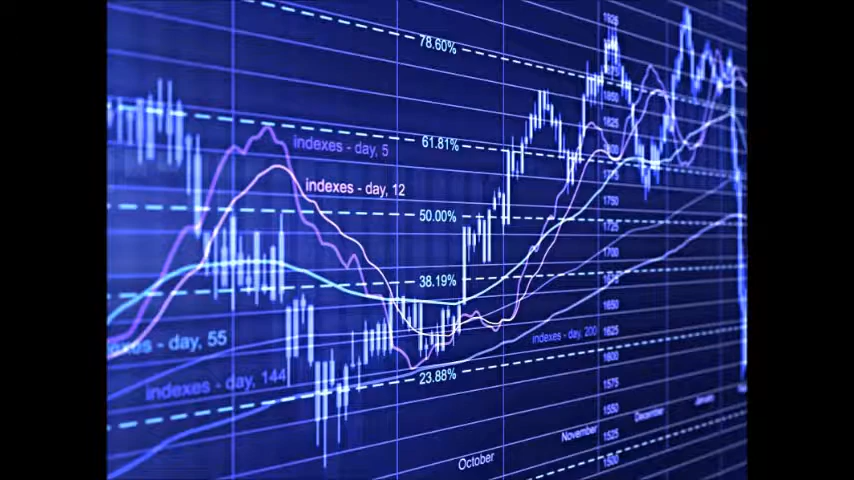 1925
78.60%
1850
1825
61.81%
indexes - day, 5
1800
indexes - day, 12
1750
50.00%
1725
1700
38.19%
1675
1650
indexes - day, 200
1625
indexes - day, 55
1600
23.88%
indexes - day, 144
1575
1550
December
January
November
1525
October
1500